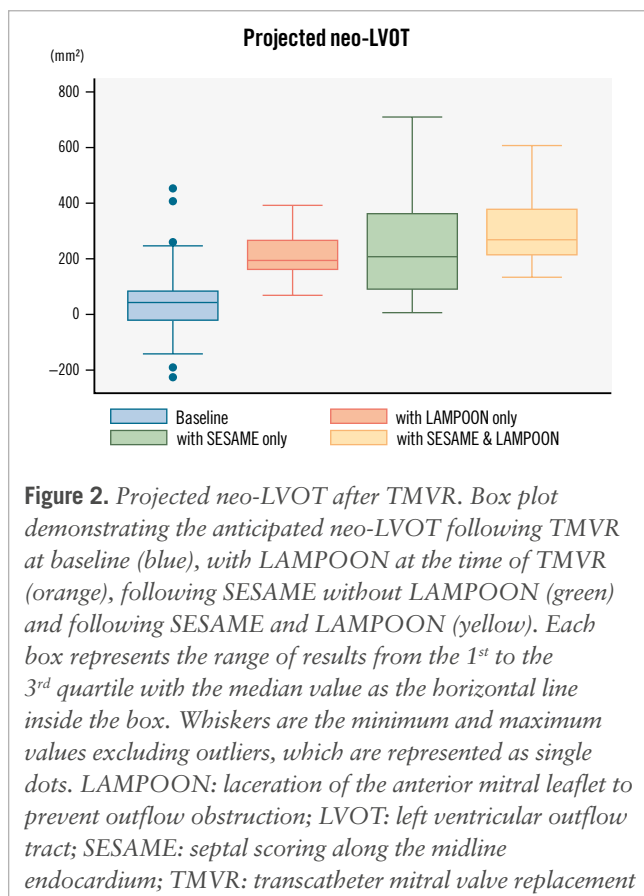 Projected neo-LVOT
(mm²)
800
600
400
200
0
−200
Baseline
with LAMPOON only
with SESAME only
with SESAME & LAMPOON
Figure 2. Projected neo-LVOT after TMVR. Box plot
demonstrating the anticipated neo-LVOT following TMVR
at baseline (blue), with LAMPOON at the time of TMVR
(orange), following SESAME without LAMPOON (green)
and following SESAME and LAMPOON (yellow). Each
box represents the range of results from the 1st to the
3rd quartile with the median value as the horizontal line
inside the box. Whiskers are the minimum and maximum
values excluding outliers, which are represented as single
dots. LAMPOON: laceration of the anterior mitral leaflet to
prevent outflow obstruction; LVOT: left ventricular outflow
tract; SESAME: septal scoring along the midline
endocardium; TMVR: transcatheter mitral valve replacement